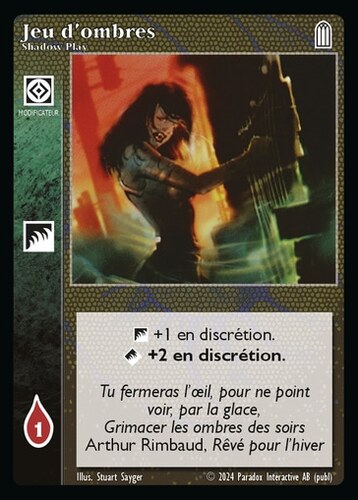 Jeu d'ombres
Shadow Play
MODIFICATEUR
+1 en discrétion.
+2 en discrétion.
Tu fermeras l'œil, pour ne point
voir, par la glace,
Grimacer les ombres des soirs
Arthur Rimbaud, Rêvé pour l'hiver
1
Illus. Stuart Sayger
© 2024 Paradox Interactive AB (publ)